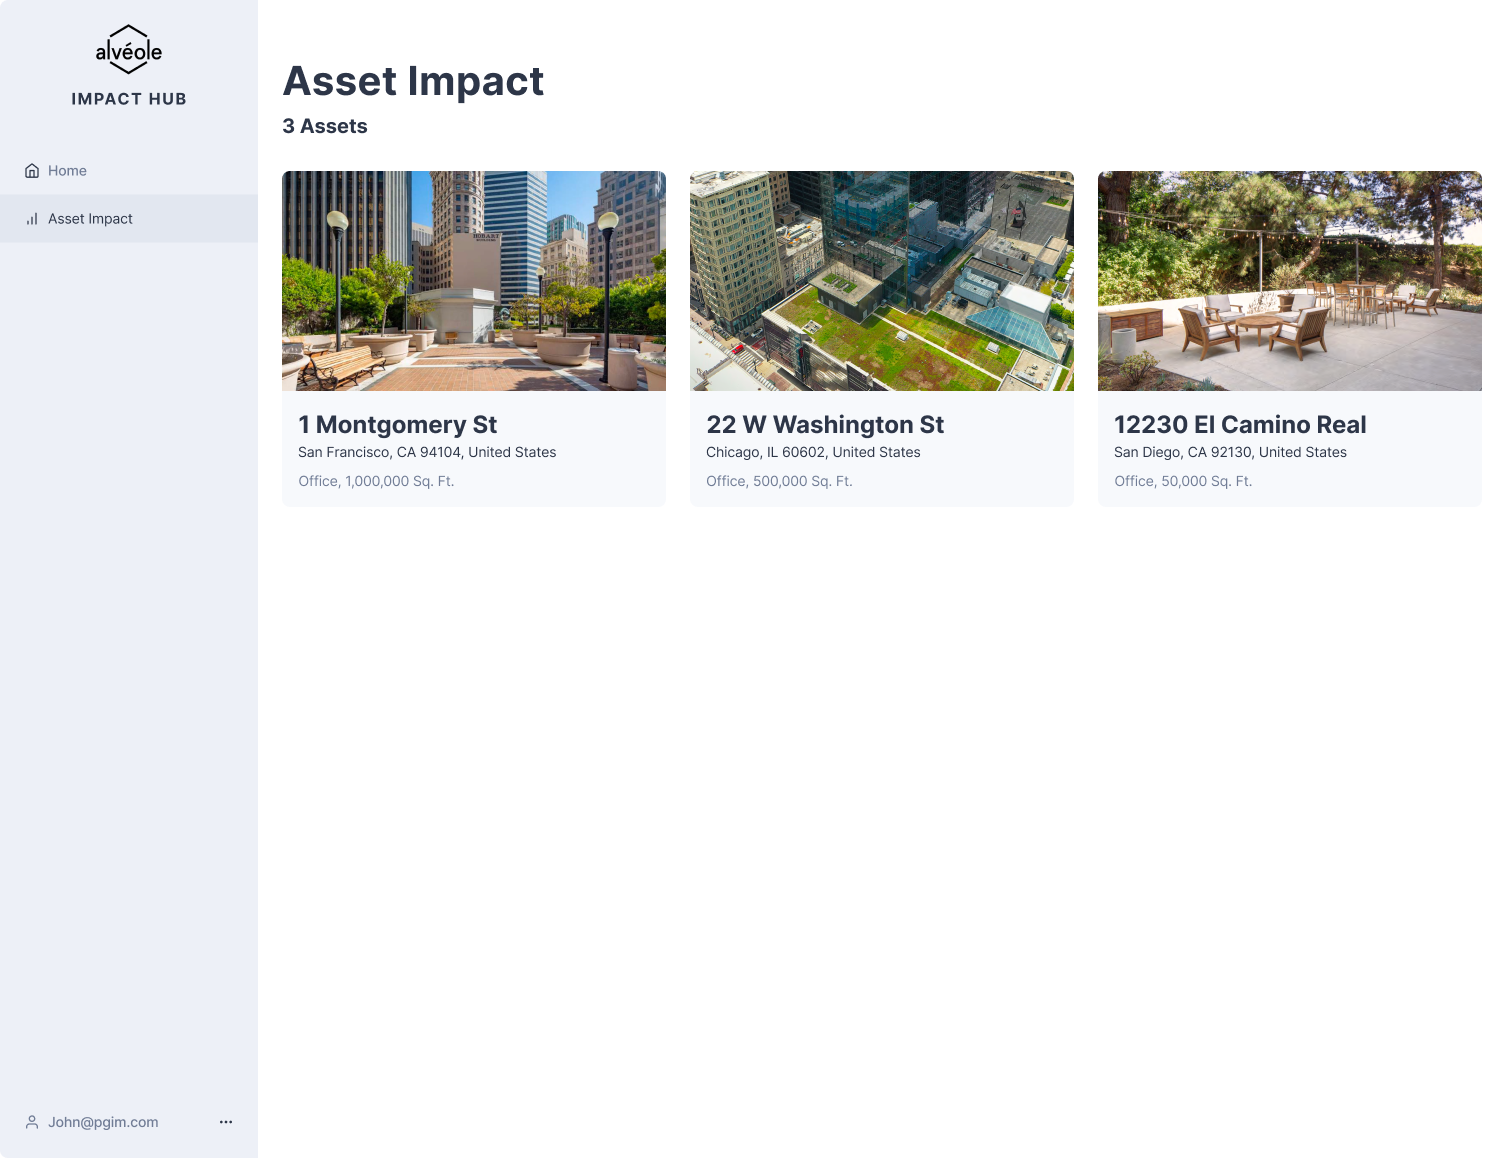 alvéole
IMPACT HUB
Home
Asset Impact
Asset Impact
3 Assets
HOBART
1 Montgomery St
San Francisco, CA 94104, United States
Office, 1,000,000 Sq. Ft.
22 W Washington St
Chicago, IL 60602, United States
Office, 500,000 Sq. Ft.
12230 El Camino Real
San Diego, CA 92130, United States
Office, 50,000 Sq. Ft.
John@pgim.com